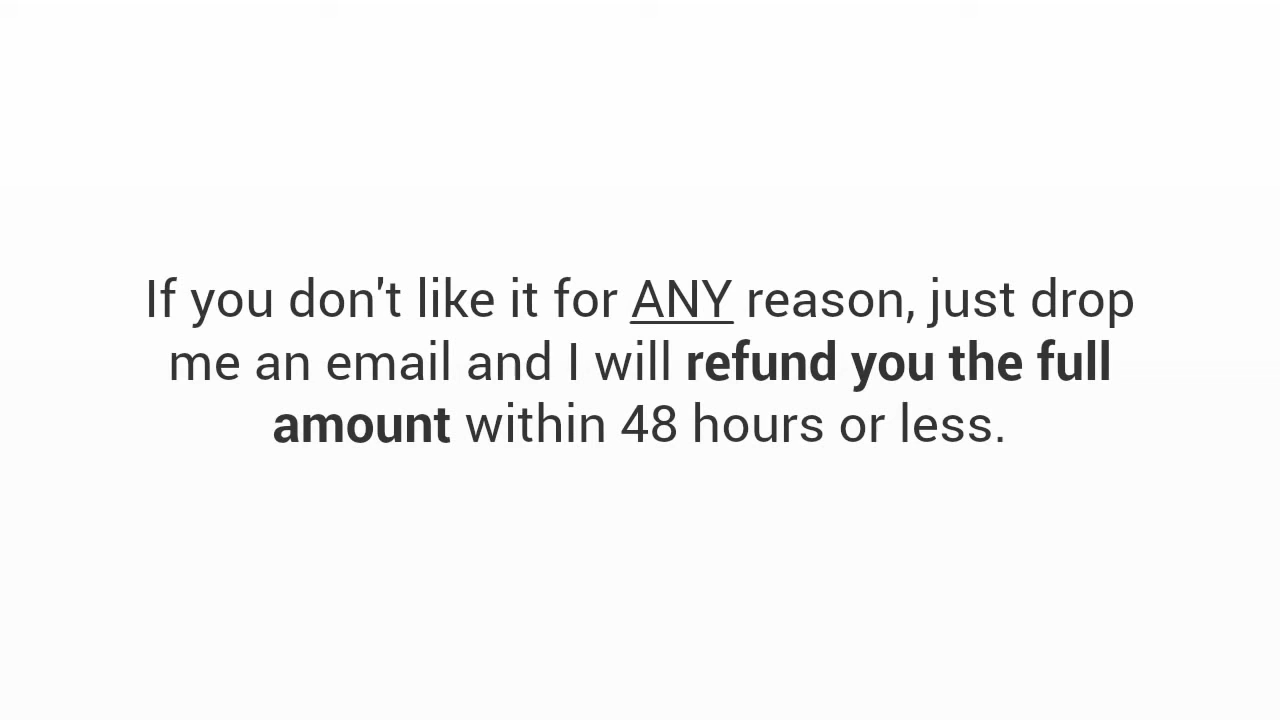 If you don't like it for ANY reason, just drop
me an email and I will refund you the full
amount within 48 hours or less.